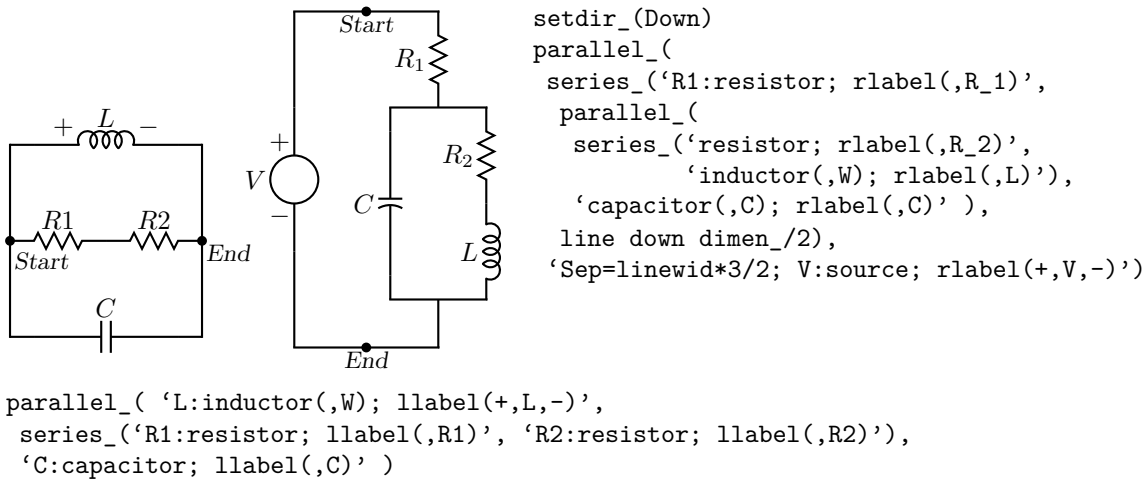 + L −
R1 R2
Start End
C
Start
R1
+
V
−
R2
C
L
End
setdir_(Down)
parallel_(
series_(‘R1:resistor; rlabel(,R_1)’,
parallel_(
series_(‘resistor; rlabel(,R_2)’,
‘inductor(,W); rlabel(,L)’),
‘capacitor(,C); rlabel(,C)’ ),
line down dimen_/2),
‘Sep=linewid*3/2; V:source; rlabel(+,V,-)’)
parallel_( ‘L:inductor(,W); llabel(+,L,-)’,
series_(‘R1:resistor; llabel(,R1)’, ‘R2:resistor; llabel(,R2)’),
‘C:capacitor; llabel(,C)’ )